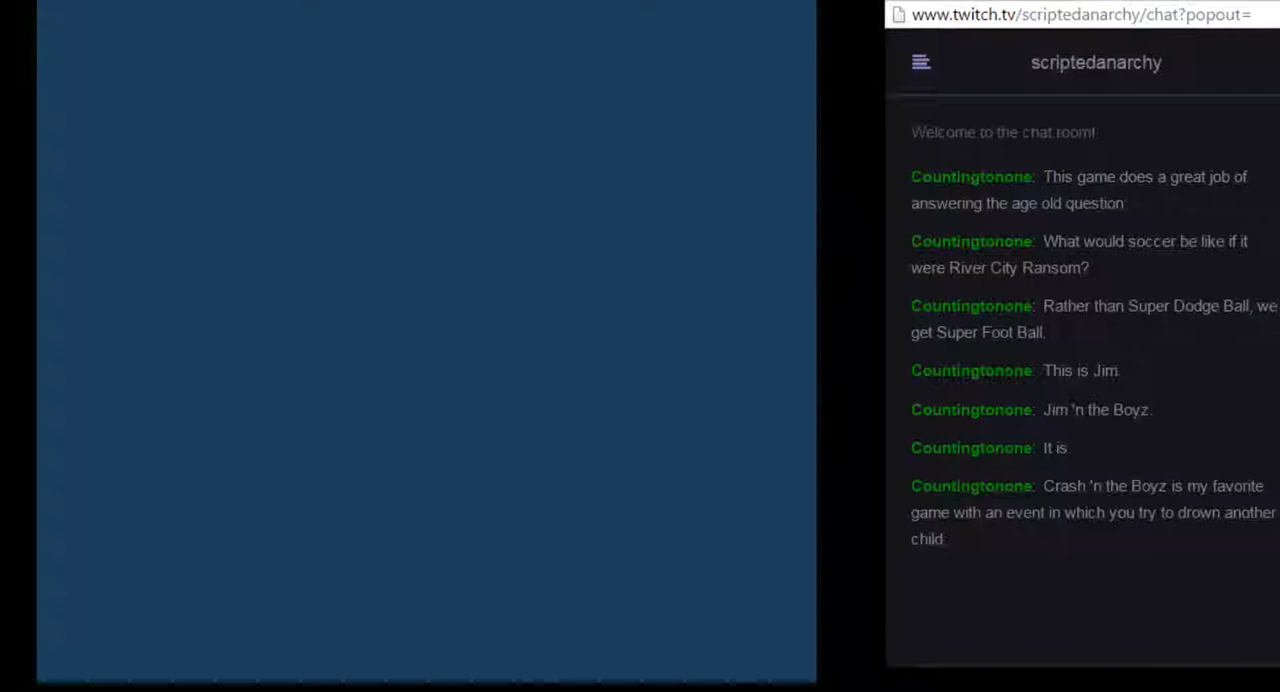 www.twitch.tv/scriptedanarchy/chat?popout=
scriptedanarchy
Welcome to the chat room!
Countingtonone: This game does a great job of
answering the age old question:
Countingtonone: What would soccer be like if it
were River City Ransom?
Countingtonone: Rather than Super Dodge Ball, we
get Super Foot Ball.
Countingtonone: This is Jim.
Countingtonone: Jim 'n the Boyz.
Countingtonone: It is.
Countingtonone: Crash 'n the Boyz is my favorite
game with an event in which you try to drown another
child.